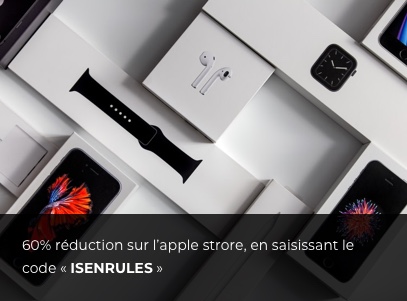 60% réduction sur l'apple strore, en saisissant le
code « ISENRULES »